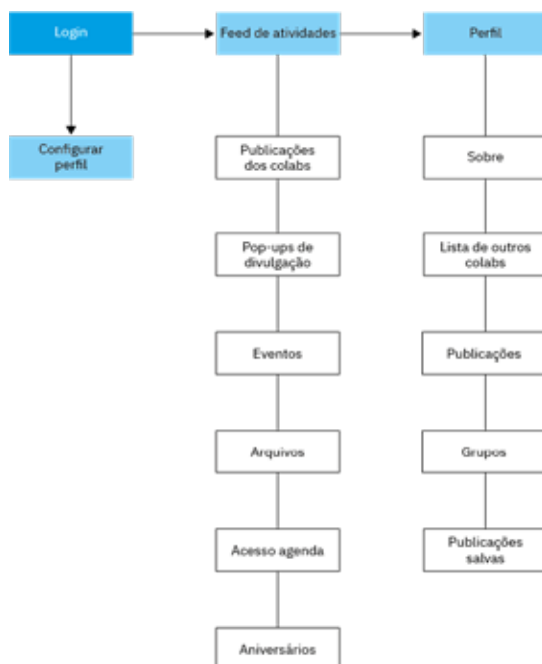 Login
Feed de atividades
Perfil
Configurar
perfil
Publicações
dos colabs
Sobre
Pop-ups de
divulgação
Lista de outros
colabs
Eventos
Publicações
Arquivos
Grupos
Acesso agenda
Publicações
salvas
Aniversários